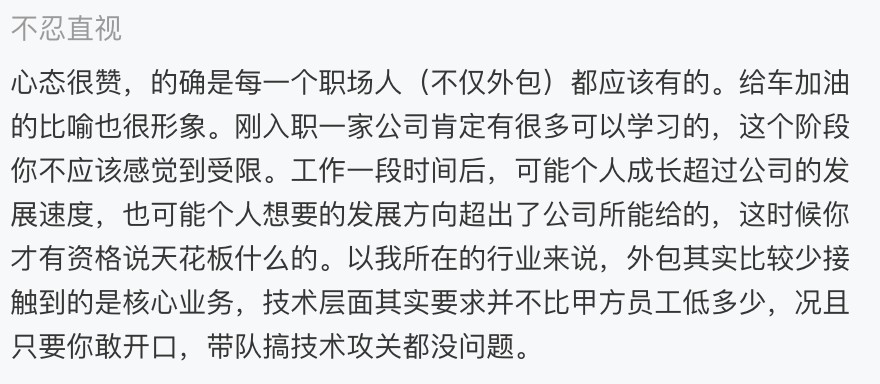 不忍直视
心态很赞，的确是每一个职场人（不仅外包）都应该有的。给车加油
的比喻也很形象。刚入职一家公司肯定有很多可以学习的，这个阶段
你不应该感觉到受限。工作一段时间后，可能个人成长超过公司的发
展速度，也可能个人想要的发展方向超出了公司所能给的，这时候你
才有资格说天花板什么的。以我所在的行业来说，外包其实比较少接
触到的是核心业务，技术层面其实要求并不比甲方员工低多少，况且
只要你敢开口，带队搞技术攻关都没问题。